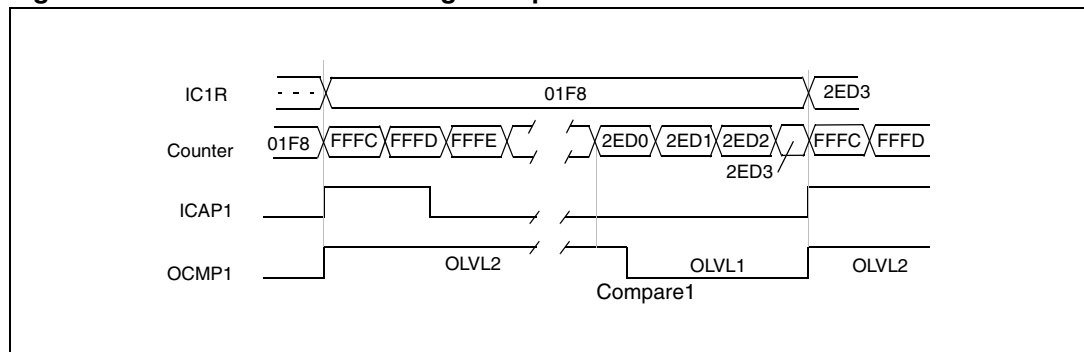 IC1R - - - 01F8 2ED3
Counter 01F8 FFFC FFFD FFFE 2ED0 2ED1 2ED2 FFFC FFFD
2ED3
ICAP1
OCMP1 OLVL2 OLVL1 OLVL2
Compare1